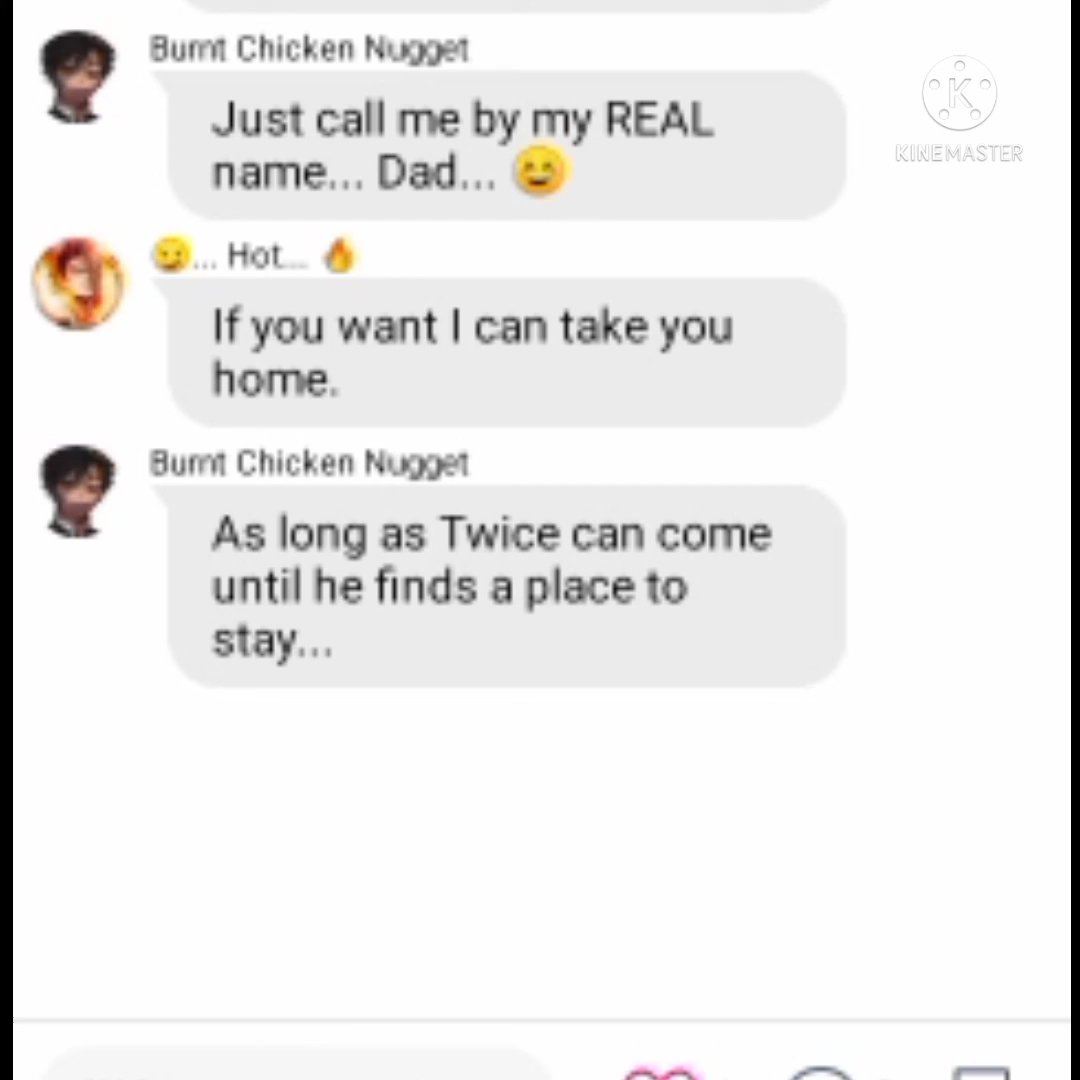 Burnt Chicken Nugget
KINEMASTER
Just call me by my REAL
name... Dad... 😄
😏... Hot... 🔥
If you want I can take you
home.
Burnt Chicken Nugget
As long as Twice can come
until he finds a place to
stay...